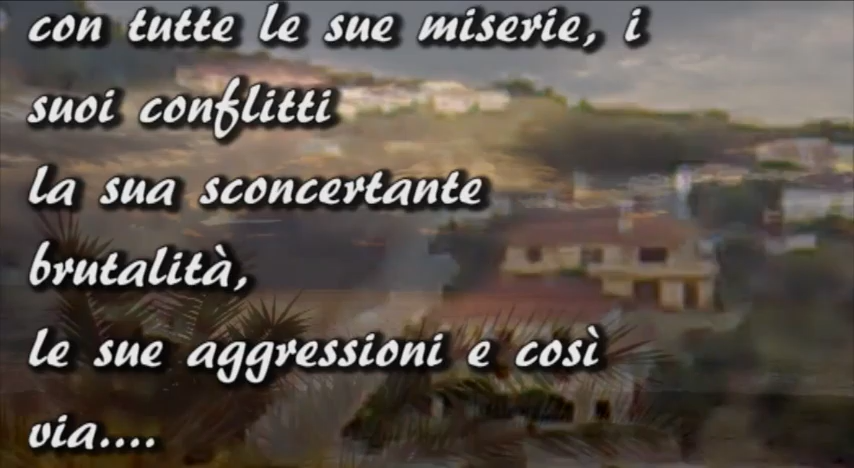 con tutte le sue miserie, i
suoi conflitti
la sua sconcertante
brutalità,
le sue aggressioni e così
via....